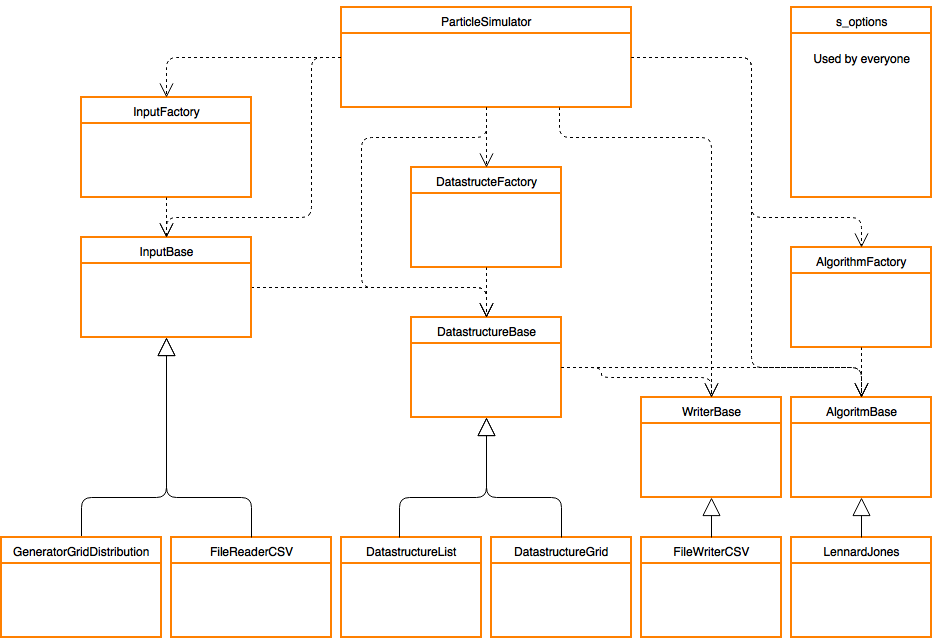 ParticleSimulator
s_options
Used by everyone
InputFactory
DatastructeFactory
InputBase
AlgorithmFactory
DatastructureBase
WriterBase
AlgoritmBase
GeneratorGridDistribution
FileReaderCSV
DatastructureList
DatastructureGrid
FileWriterCSV
LennardJones